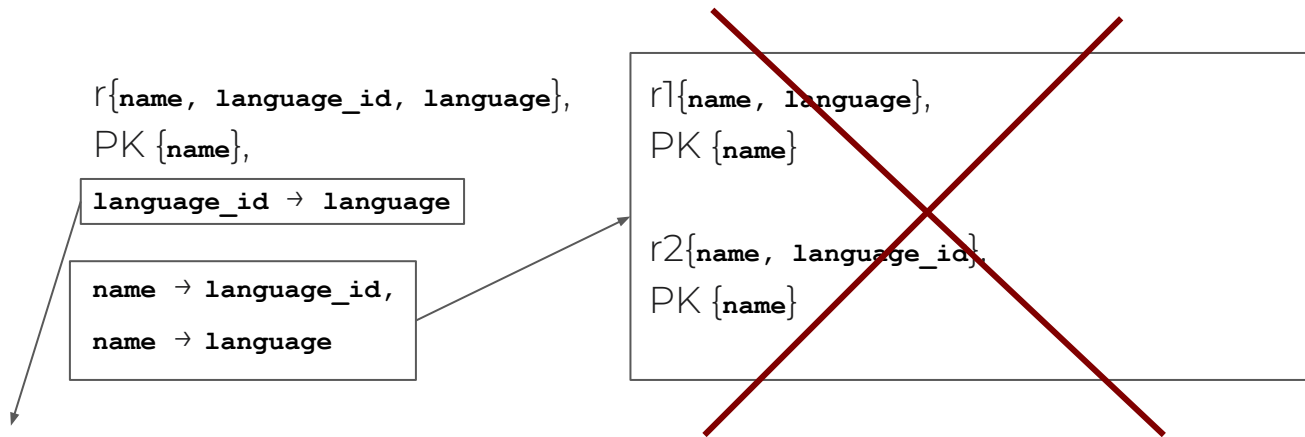 r{name, language_id, language},
PK {name},
language_id → language
name → language_id,
name → language
r1{name, language},
PK {name}
r2{name, language_id},
PK {name}